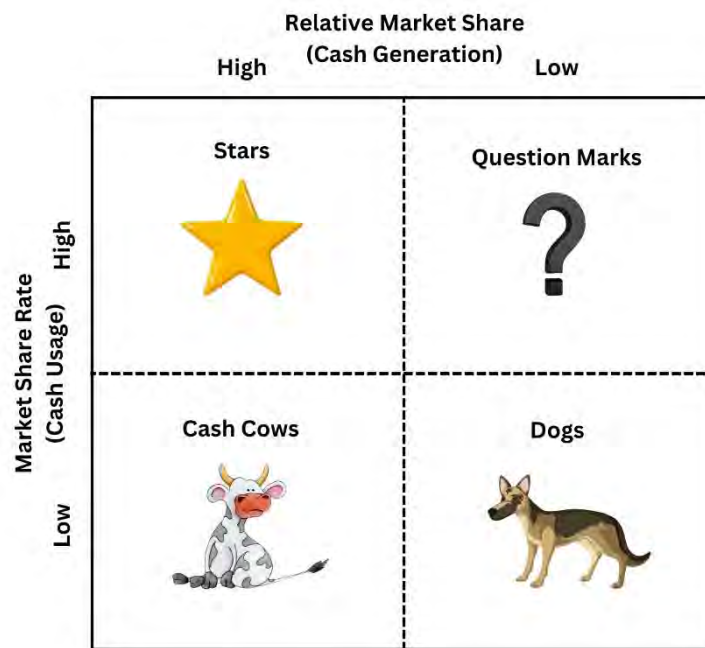 Relative Market Share
(Cash Generation)
High
Low
Stars
Question Marks
Market Share Rate
(Cash Usage)
High
Cash Cows
Dogs
Low